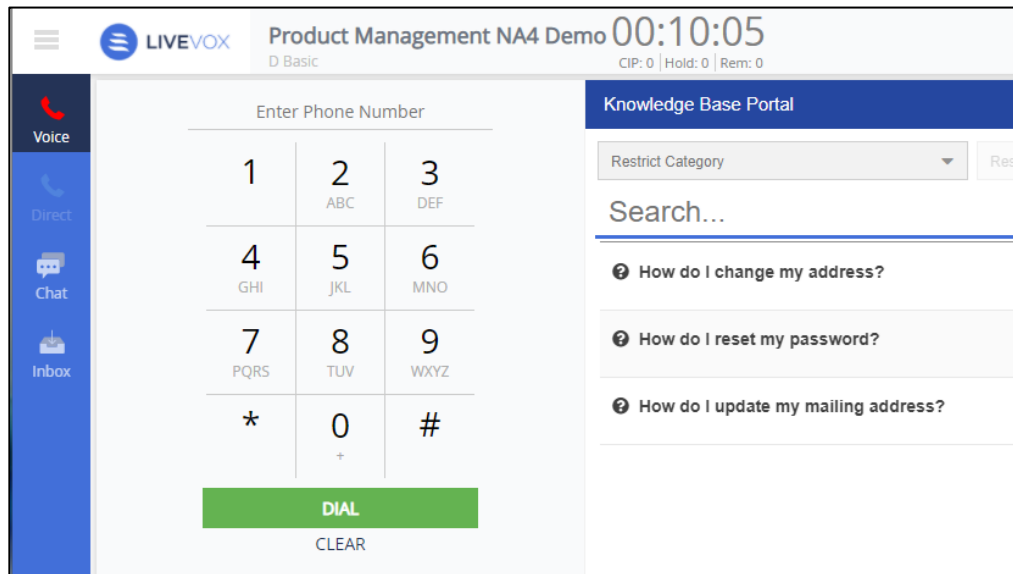 LIVEVOX
Product Management NA4 Demo
00:10:05
D Basic
CIP: 0 | Hold: 0 | Rem: 0
Voice
Direct
Chat
Inbox
Enter Phone Number
1 2 3
ABC DEF
4 5 6
GHI JKL MNO
7 8 9
PQRS TUV WXYZ
* 0 #
+
DIAL
CLEAR
Knowledge Base Portal
Restrict Category
Res
Search...
How do I change my address?
How do I reset my password?
How do I update my mailing address?